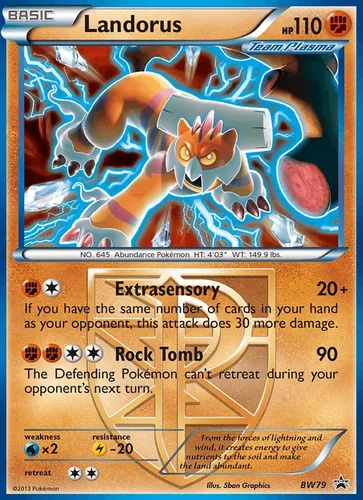 BASIC
Landorus
HP110
Team Plasma
NO. 645 Abundance Pokémon HT: 4'03" WT: 149.9 lbs.
Extrasensory 20+
If you have the same number of cards in your hand
as your opponent, this attack does 30 more damage.
Rock Tomb 90
The Defending Pokémon can't retreat during your
opponent's next turn.
weakness
×2
resistance
-20
retreat
From the forces of lightning and
wind, it creates energy to give
nutrients to the soil and make
the land abundant.
©2013 Pokémon
Illus. 5ban Graphics
BW79
PROMO